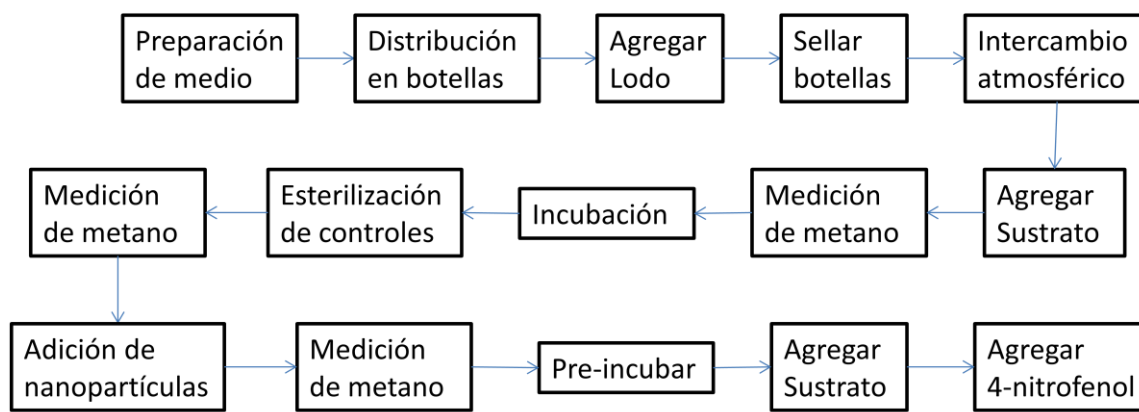 Preparación
de medio
Distribución
en botellas
Agregar
Lodo
Sellar
botellas
Intercambio
atmosférico
Agregar
Sustrato
Medición
de metano
Incubación
Esterilización
de controles
Medición
de metano
Adición de
nanopartículas
Medición
de metano
Pre-incubar
Agregar
Sustrato
Agregar
4-nitrofenol